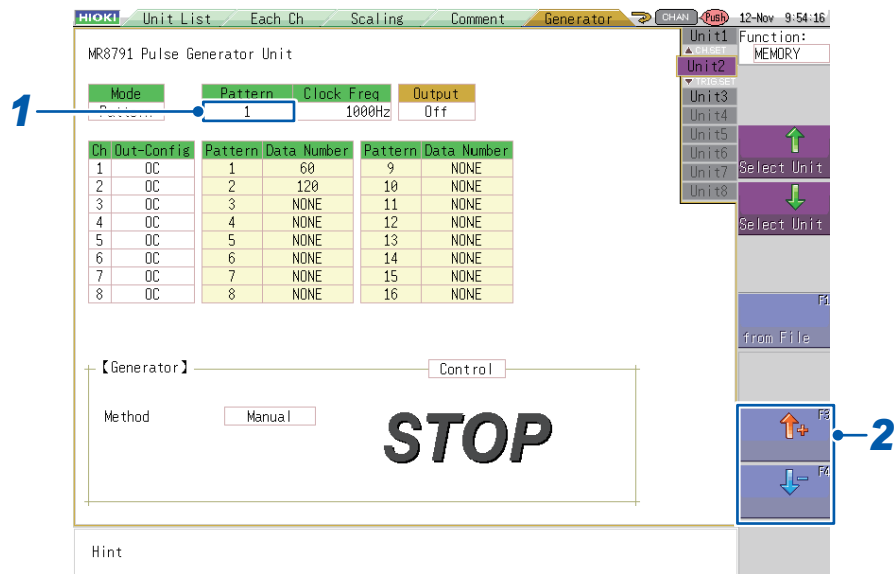 HIOKI Unit List Each Ch Scaling Comment Generator CHAN Push 12-Nov 9:54:16
MR8791 Pulse Generator Unit
Mode Pattern Clock Freq Output
Pattern 1 1000Hz Off
Ch Out-Config Pattern Data Number Pattern Data Number
1 OC 1 60 9 NONE
2 OC 2 120 10 NONE
3 OC 3 NONE 11 NONE
4 OC 4 NONE 12 NONE
5 OC 5 NONE 13 NONE
6 OC 6 NONE 14 NONE
7 OC 7 NONE 15 NONE
8 OC 8 NONE 16 NONE
【Generator】 Control
Method Manual STOP
Hint
Unit1
▲CHSET
Unit2
▼TRIGSET
Unit3
Unit4
Unit5
Unit6
Unit7
Unit8
Function:
MEMORY
Select Unit
Select Unit
F1
from File
F3
+
F4
-
1
2